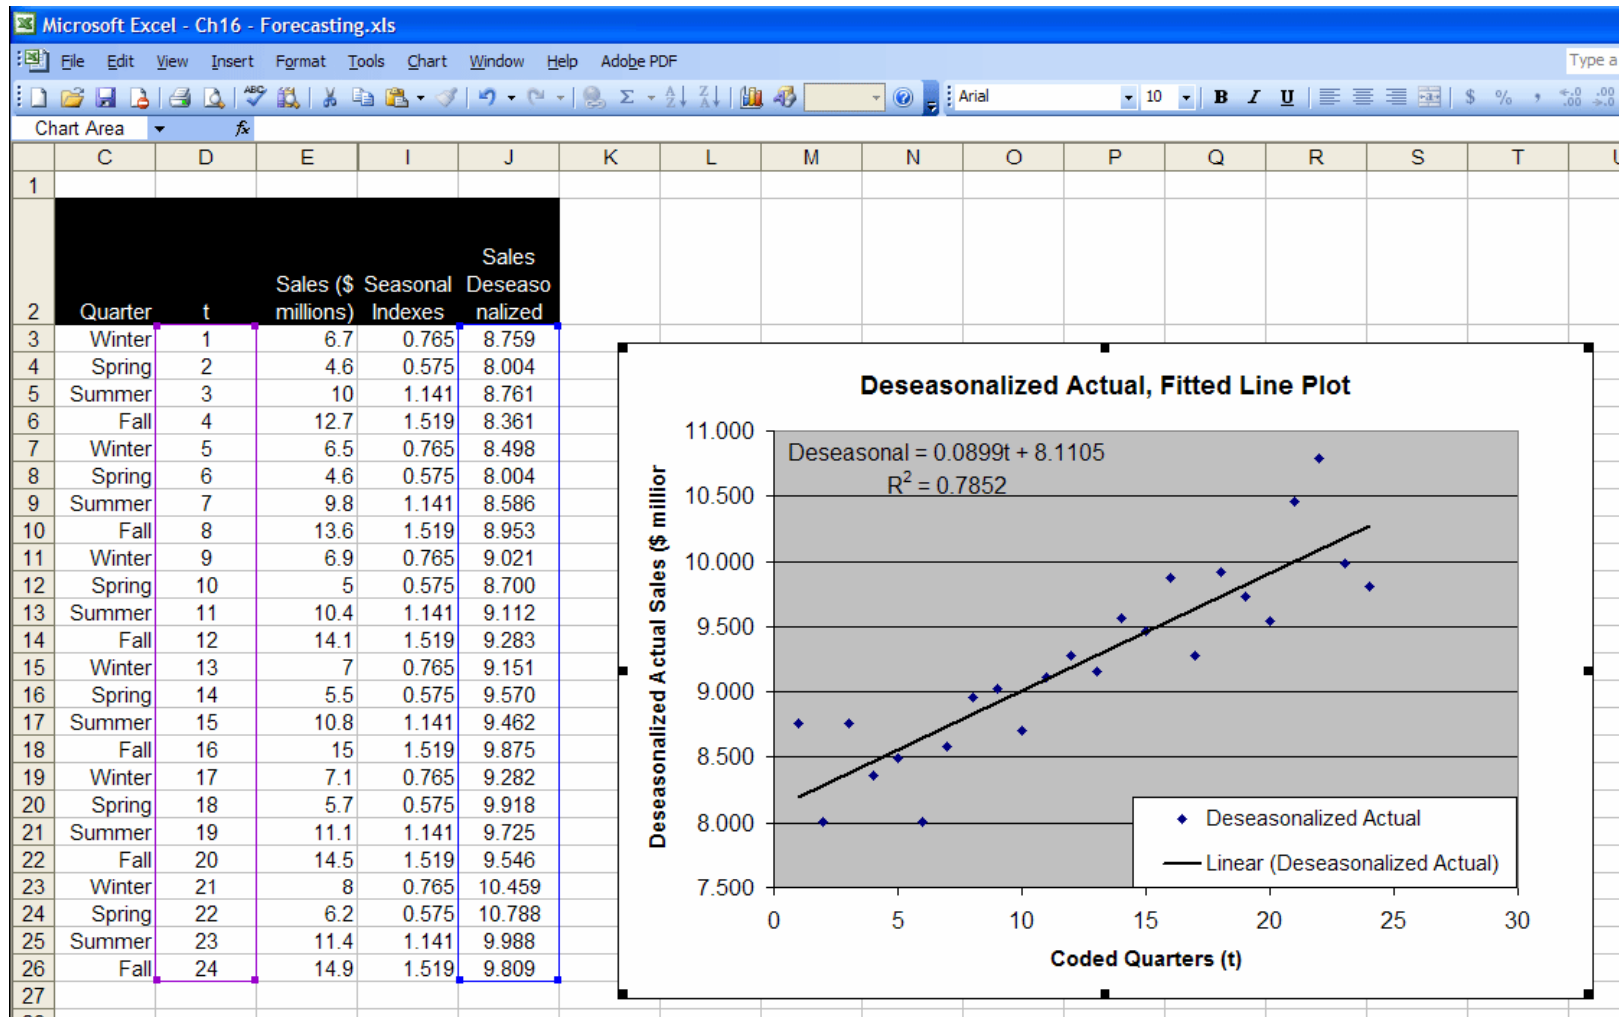 Microsoft Excel - Ch16 - Forecasting.xls
File Edit View Insert Format Tools Chart Window Help Adobe PDF Type a
ABC Σ A Z Z A Arial 10 B I U $ % , .0 .00 .00 .0
Chart Area fx
C D E I J K L M N O P Q R S T
1
Sales
Sales ($ Seasonal Deseaso
2 Quarter t millions) Indexes nalized
3 Winter 1 6.7 0.765 8.759
4 Spring 2 4.6 0.575 8.004
5 Summer 3 10 1.141 8.761
6 Fall 4 12.7 1.519 8.361
7 Winter 5 6.5 0.765 8.498
8 Spring 6 4.6 0.575 8.004
9 Summer 7 9.8 1.141 8.586
10 Fall 8 13.6 1.519 8.953
11 Winter 9 6.9 0.765 9.021
12 Spring 10 5 0.575 8.700
13 Summer 11 10.4 1.141 9.112
14 Fall 12 14.1 1.519 9.283
15 Winter 13 7 0.765 9.151
16 Spring 14 5.5 0.575 9.570
17 Summer 15 10.8 1.141 9.462
18 Fall 16 15 1.519 9.875
19 Winter 17 7.1 0.765 9.282
20 Spring 18 5.7 0.575 9.918
21 Summer 19 11.1 1.141 9.725
22 Fall 20 14.5 1.519 9.546
23 Winter 21 8 0.765 10.459
24 Spring 22 6.2 0.575 10.788
25 Summer 23 11.4 1.141 9.988
26 Fall 24 14.9 1.519 9.809
27
Deseasonalized Actual, Fitted Line Plot
Deseasonalized Actual Sales ($ millior
11.000
10.500
10.000
9.500
9.000
8.500
8.000
7.500
Deseasonal = 0.0899t + 8.1105
R² = 0.7852
Deseasonalized Actual
Linear (Deseasonalized Actual)
0 5 10 15 20 25 30
Coded Quarters (t)